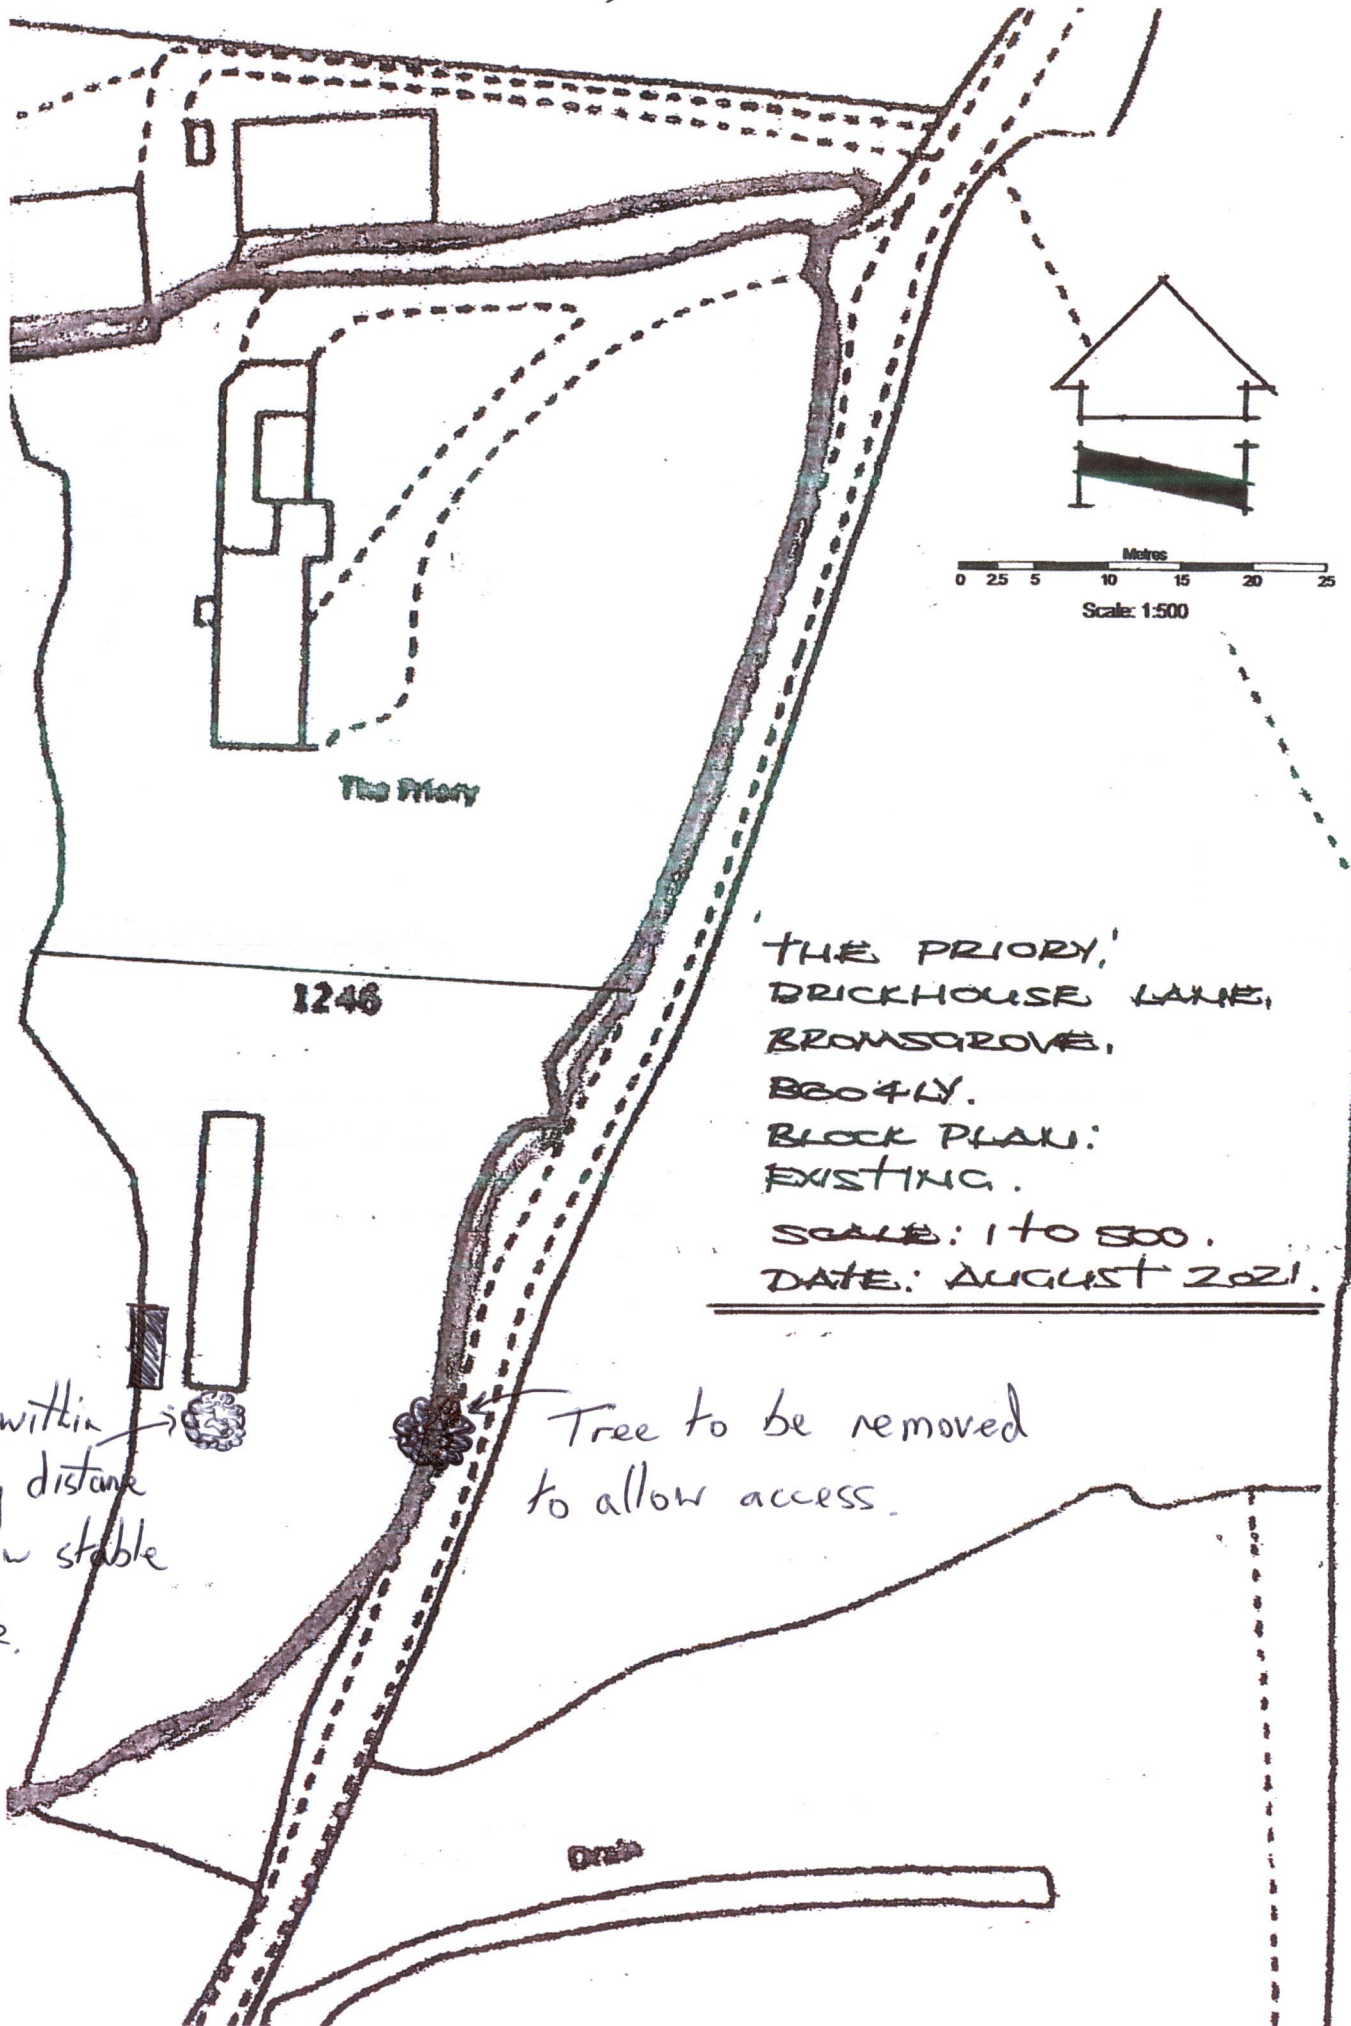 Metres
0 2.5 5 10 15 20 25
Scale: 1:500
The Priory
1246
'THE PRIORY,'
BRICKHOUSE LANE,
BROMSGROVE.
B60 4LY.
BLOCK PLAN:
EXISTING.
SCALE: 1 to 500.
DATE: AUGUST 2021.
within
distance
stable
Tree to be removed
to allow access.
Drain